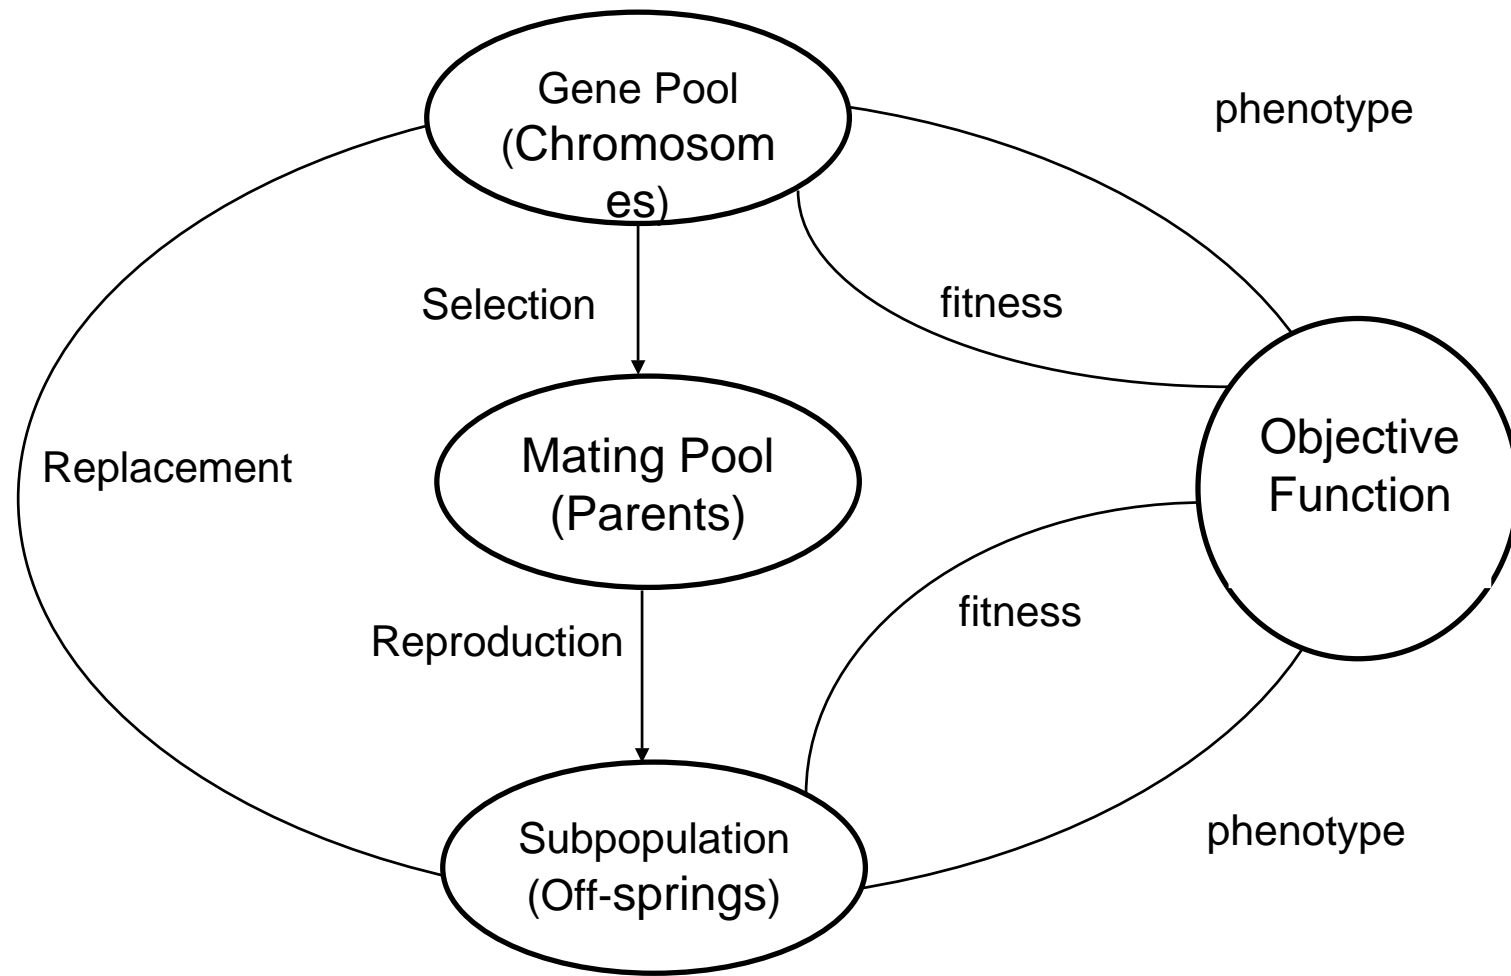 Gene Pool
(Chromosom
es)
phenotype
Selection
fitness
Objective
Function
Mating Pool
(Parents)
Replacement
fitness
Reproduction
Subpopulation
(Off-springs)
phenotype